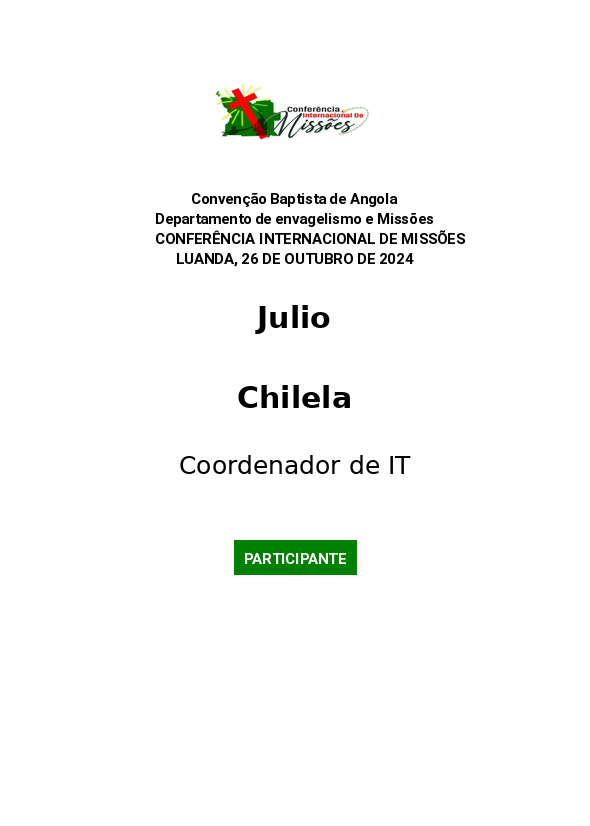 Conferência
Internacional De
Missões
Convenção Baptista de Angola
Departamento de envagelismo e Missões
CONFERÊNCIA INTERNACIONAL DE MISSÕES
LUANDA, 26 DE OUTUBRO DE 2024
Julio
Chilela
Coordenador de IT
PARTICIPANTE